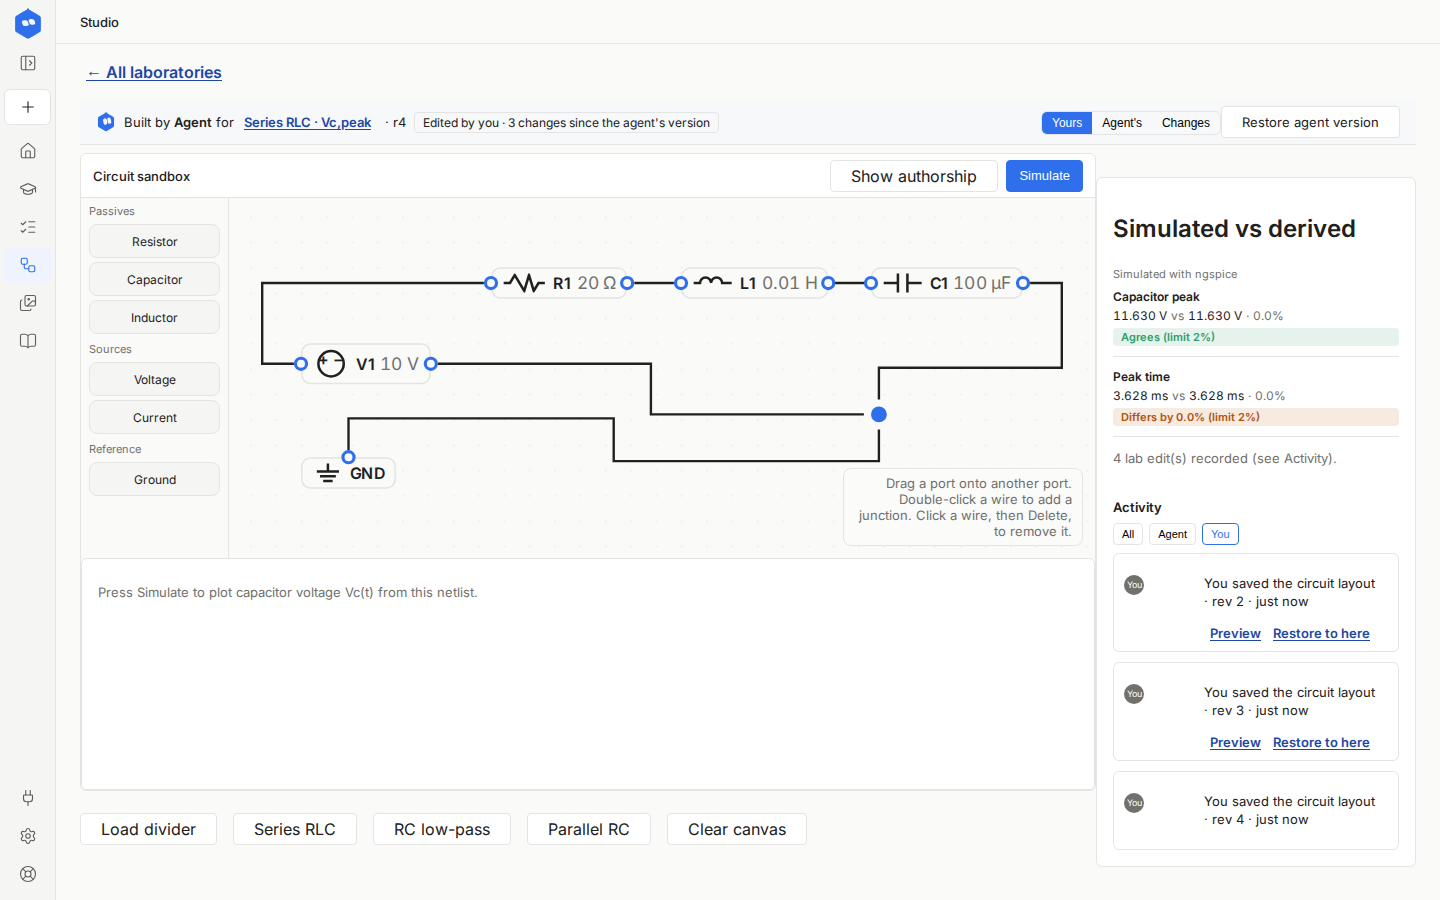 Studio
← All laboratories
Built by Agent for Series RLC · Vc,peak · r4 Edited by you · 3 changes since the agent's version
Yours Agent's Changes Restore agent version
Circuit sandbox
Show authorship Simulate
Passives
Resistor
Capacitor
Inductor
Sources
Voltage
Current
Reference
Ground
R1 20 Ω
L1 0.01 H
C1 100 µF
V1 10 V
GND
Drag a port onto another port.
Double-click a wire to add a
junction. Click a wire, then Delete,
to remove it.
Press Simulate to plot capacitor voltage Vc(t) from this netlist.
Load divider
Series RLC
RC low-pass
Parallel RC
Clear canvas
Simulated vs derived
Simulated with ngspice
Capacitor peak
11.630 V vs 11.630 V · 0.0%
Agrees (limit 2%)
Peak time
3.628 ms vs 3.628 ms · 0.0%
Differs by 0.0% (limit 2%)
4 lab edit(s) recorded (see Activity).
Activity
All Agent You
You
You saved the circuit layout
· rev 2 · just now
Preview Restore to here
You
You saved the circuit layout
· rev 3 · just now
Preview Restore to here
You
You saved the circuit layout
· rev 4 · just now